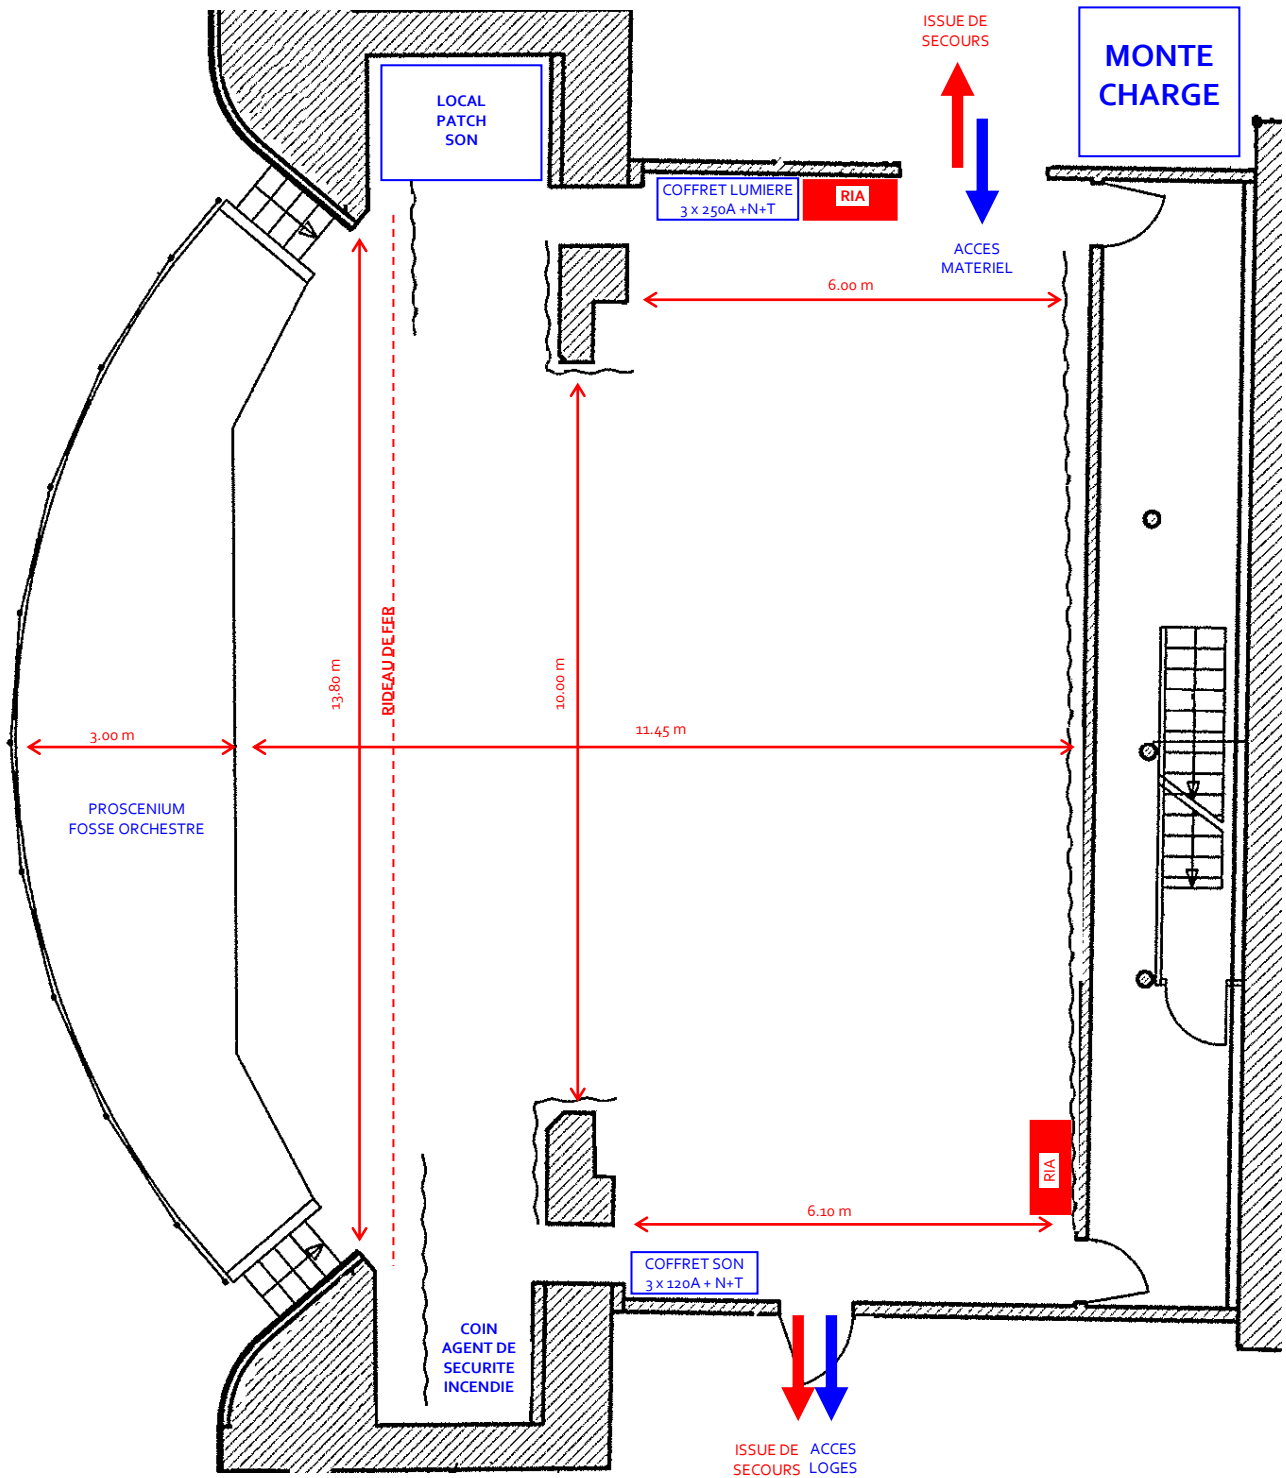 ISSUE DE
SECOURS
MONTE
CHARGE
LOCAL
PATCH
SON
COFFRET LUMIERE
3 x 250A +N+T
RIA
ACCES
MATERIEL
6.00 m
13.80 m
RIDEAU DE FER
10.00 m
3.00 m
11.45 m
PROSCENIUM
FOSSE ORCHESTRE
RIA
6.10 m
COFFRET SON
3 x 120A + N+T
COIN
AGENT DE
SECURITE
INCENDIE
ISSUE DE
SECOURS
ACCES
LOGES